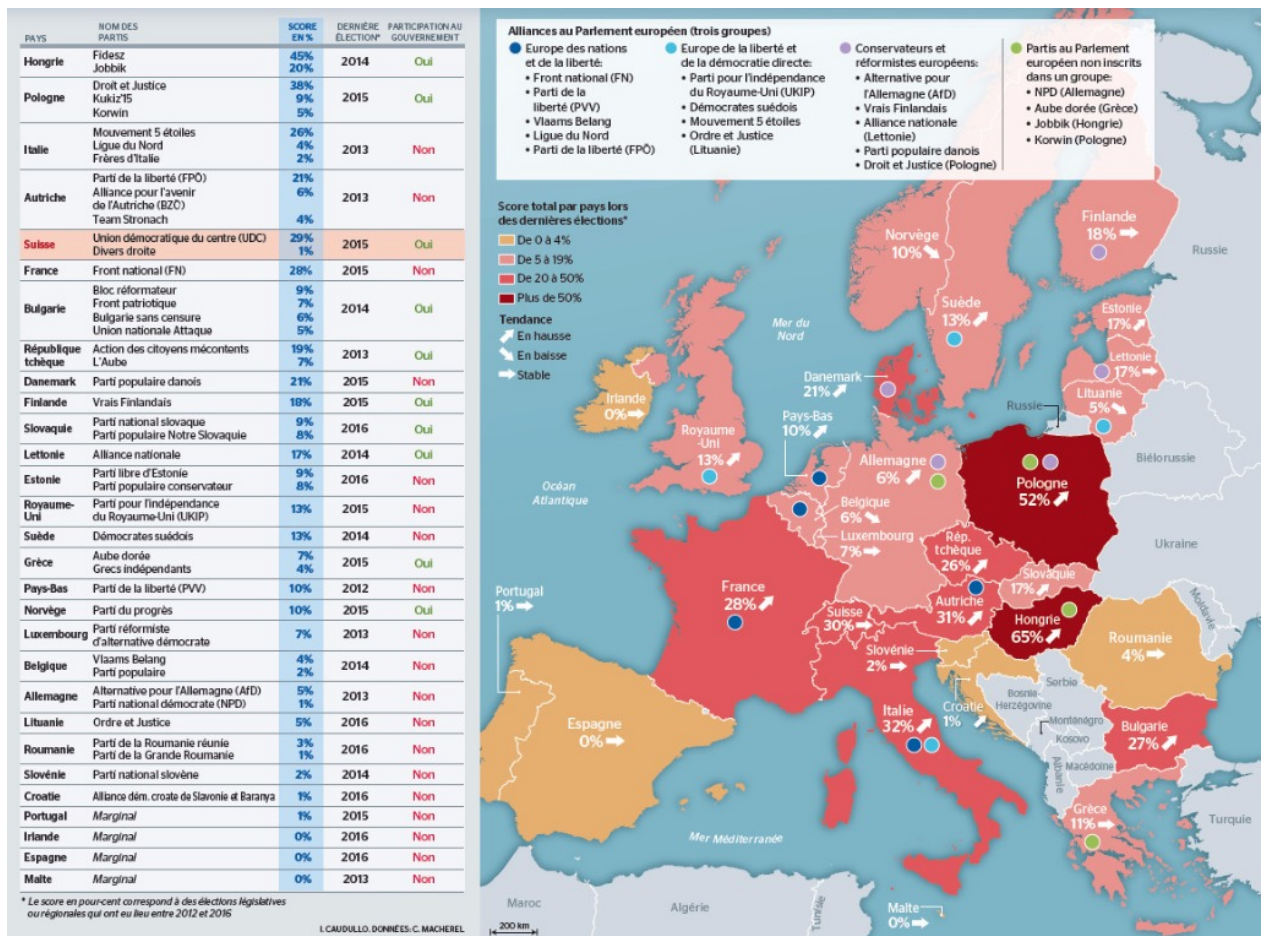 PAYS
NOM DES
PARTIS
SCORE
EN %
DERNIÈRE
ÉLECTION*
PARTICIPATION AU
GOUVERNEMENT
Hongrie
Fidesz 45%
Jobbik 20%
2014 Oui
Pologne
Droit et Justice 38%
Kukiz'15 9%
Korwin 5%
2015 Oui
Italie
Mouvement 5 étoiles 26%
Ligue du Nord 4%
Frères d'Italie 2%
2013 Non
Autriche
Parti de la liberté (FPÖ) 21%
Alliance pour l'avenir 6%
de l'Autriche (BZÖ)
Team Stronach 4%
2013 Non
Suisse
Union démocratique du centre (UDC) 29%
Divers droite 1%
2015 Oui
France Front national (FN) 28% 2015 Non
Bulgarie
Bloc réformateur 9%
Front patriotique 7%
Bulgarie sans censure 6%
Union nationale Attaque 5%
2014 Oui
République
tchèque
Action des citoyens mécontents 19%
L'Aube 7%
2013 Oui
Danemark Parti populaire danois 21% 2015 Non
Finlande Vrais Finlandais 18% 2015 Oui
Slovaquie
Parti national slovaque 9%
Parti populaire Notre Slovaquie 8%
2016 Oui
Lettonie Alliance nationale 17% 2014 Oui
Estonie
Parti libre d'Estonie 9%
Parti populaire conservateur 8%
2016 Non
Royaume-
Uni
Parti pour l'indépendance
du Royaume-Uni (UKIP)
13% 2015 Non
Suède Démocrates suédois 13% 2014 Non
Grèce
Aube dorée 7%
Grecs indépendants 4%
2015 Oui
Pays-Bas Parti de la liberté (PVV) 10% 2012 Non
Norvège Parti du progrès 10% 2015 Oui
Luxembourg
Parti réformiste
d'alternative démocrate
7% 2013 Non
Belgique
Vlaams Belang 4%
Parti populaire 2%
2014 Non
Allemagne
Alternative pour l'Allemagne (AfD) 5%
Parti national démocrate (NPD) 1%
2013 Non
Lituanie Ordre et Justice 5% 2016 Non
Roumanie
Parti de la Roumanie réunie 3%
Parti de la Grande Roumanie 1%
2016 Non
Slovénie Parti national slovène 2% 2014 Non
Croatie Alliance dém. croate de Slavonie et Baranya 1% 2016 Non
Portugal Marginal 1% 2015 Non
Irlande Marginal 0% 2016 Non
Espagne Marginal 0% 2016 Non
Malte Marginal 0% 2013 Non
* Le score en pour-cent correspond à des élections législatives
ou régionales qui ont eu lieu entre 2012 et 2016
I. CAUDULLO. DONNÉES: C. MACHEREL
Alliances au Parlement européen (trois groupes)
Europe des nations
et de la liberté:
• Front national (FN)
• Parti de la
liberté (PVV)
• Vlaams Belang
• Ligue du Nord
• Parti de la liberté (FPÖ)
Europe de la liberté et
de la démocratie directe:
• Parti pour l'indépendance
du Royaume-Uni (UKIP)
• Démocrates suédois
• Mouvement 5 étoiles
• Ordre et Justice
(Lituanie)
Conservateurs et
réformistes européens:
• Alternative pour
l'Allemagne (AfD)
• Vrais Finlandais
• Alliance nationale
(Lettonie)
• Parti populaire danois
• Droit et Justice (Pologne)
Partis au Parlement
européen non inscrits
dans un groupe:
• NPD (Allemagne)
• Aube dorée (Grèce)
• Jobbik (Hongrie)
• Korwin (Pologne)
Score total par pays lors
des dernières élections*
De 0 à 4%
De 5 à 19%
De 20 à 50%
Plus de 50%
Tendance
En hausse
En baisse
Stable
Finlande
18%
Russie
Norvège
10%
Suède
13%
Estonie
17%
Mer du
Nord
Lettonie
17%
Danemark
21%
Lituanie
5%
Irlande
0%
Russie
Pays-Bas
10%
Royaume
-Uni
13%
Biélorussie
Allemagne
6%
Pologne
52%
Océan
Atlantique
Belgique
6%
Luxembourg
7%
Ukraine
Rép.
tchèque
26%
Slovaquie
17%
Portugal
1%
France
28%
Autriche
31%
Suisse
30%
Hongrie
65%
Moldavie
Slovénie
2%
Roumanie
4%
Croatie
1%
Serbie
Bosnie
Herzégovine
Espagne
0%
Italie
32%
Monténégro
Kosovo
Bulgarie
27%
Macédoine
Albanie
Grèce
11%
Turquie
Mer Méditerranée
Maroc
Algérie
Tunisie
Malte
0%
200 km